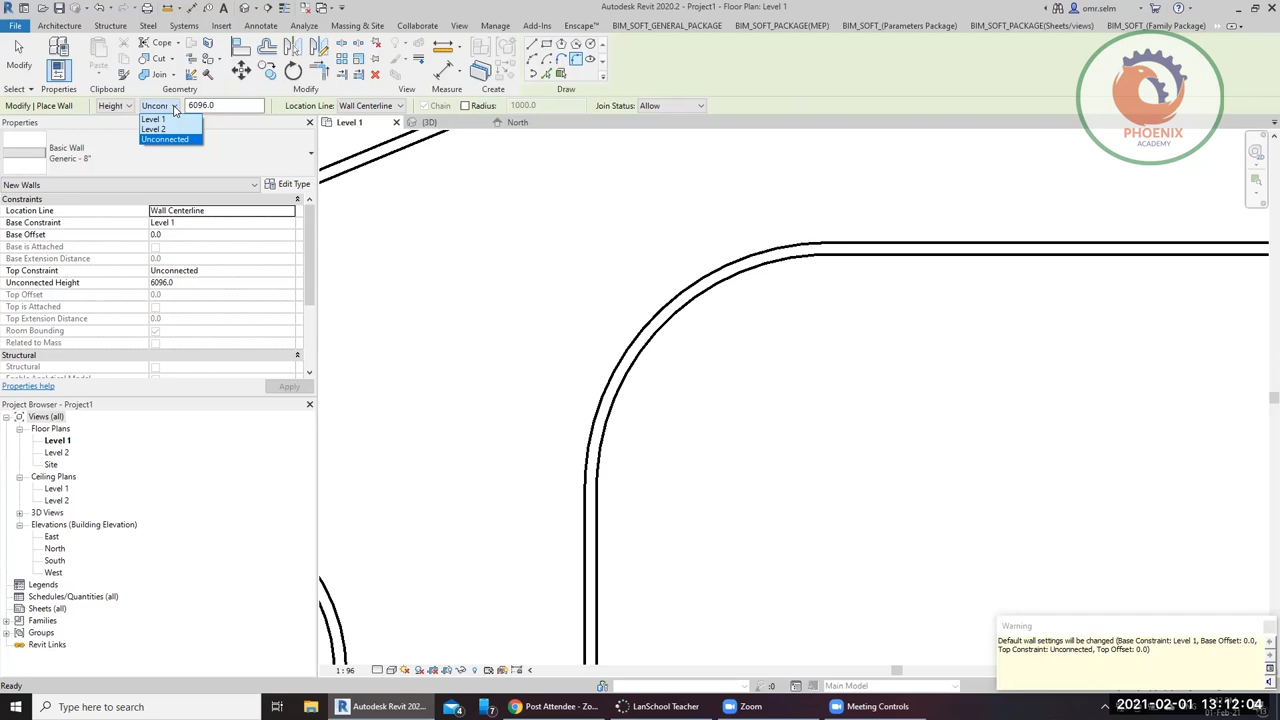 Autodesk Revit 2020.2 - Project1 - Floor Plan: Level 1
omr.selm
File Architecture Structure Steel Systems Insert Annotate Analyze Massing & Site Collaborate View Manage Add-Ins Enscape™ BIM_SOFT_GENERAL_PACKAGE BIM_SOFT_PACKAGE(MEP) (Parameters Package) BIM_SOFT_PACKAGE(Sheets/views) (Family Package)
Cope
Cut
Join
Modify
Paste
Select Properties Clipboard Geometry Modify View Measure Create Draw
Modify | Place Wall Height Unconr 6096.0 Location Line: Wall Centerline Chain Radius: 1000.0 Join Status: Allow
Level 1
Level 2
Unconnected
PHOENIX
ACADEMY
Properties
Level 1 (3D) North
Basic Wall
Generic - 8"
New Walls Edit Type
Constraints
Location Line Wall Centerline
Base Constraint Level 1
Base Offset 0.0
Base is Attached
Base Extension Distance 0.0
Top Constraint Unconnected
Unconnected Height 6096.0
Top Offset 0.0
Top is Attached
Top Extension Distance 0.0
Room Bounding
Related to Mass
Structural
Structural
Properties help Apply
Project Browser - Project1
Views (all)
Floor Plans
Level 1
Level 2
Site
Ceiling Plans
Level 1
Level 2
3D Views
Elevations (Building Elevation)
East
North
South
West
Legends
Schedules/Quantities (all)
Sheets (all)
Families
Groups
Revit Links
Warning
Default wall settings will be changed (Base Constraint: Level 1, Base Offset: 0.0,
Top Constraint: Unconnected, Top Offset: 0.0)
1 : 96
Ready :0 Main Model
Type here to search 4 7 Autodesk Revit 2020... Post Attendee - Zo... LanSchool Teacher Zoom Meeting Controls
2021-02-01 13:12:04